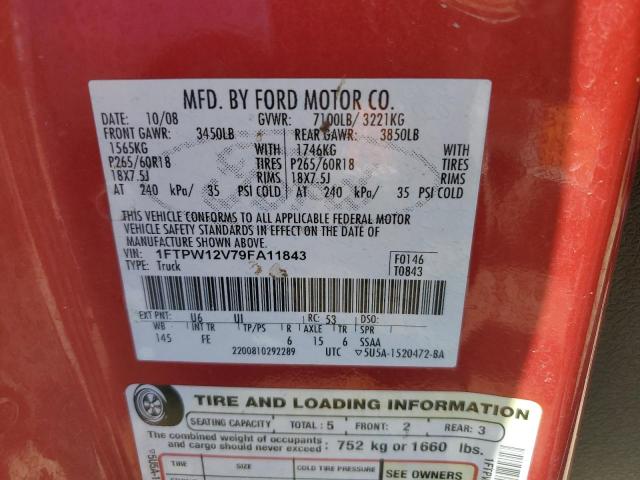 MFD. BY FORD MOTOR CO.
DATE: 10/08 GVWR: 7100LB/ 3221KG
FRONT GAWR: 3450LB REAR GAWR: 3850LB
1565KG WITH 1746KG WITH
P265/60R18 TIRES P265/60R18 TIRES
18X7.5J RIMS 18X7.5J RIMS
AT 240 kPa/ 35 PSI COLD AT 240 kPa/ 35 PSI COLD
THIS VEHICLE CONFORMS TO ALL APPLICABLE FEDERAL MOTOR
VEHICLE SAFETY STANDARDS IN EFFECT ON THE DATE OF
MANUFACTURE SHOWN ABOVE.
VIN: 1FTPW12V79FA11843 F0146
TYPE: Truck T0843
EXT PNT: U6 UI RC: 53 DSO:
WB INT TR TP/PS R AXLE TR SPR
145 FE 6 15 6 SSAA
2200810292289 UTC ▽5U5A-1520472-BA
TIRE AND LOADING INFORMATION
SEATING CAPACITY TOTAL: 5 FRONT: 2 REAR: 3
The combined weight of occupants
and cargo should never exceed: 752 kg or 1660 lbs.
TIRE SIZE COLD TIRE PRESSURE SEE OWNERS